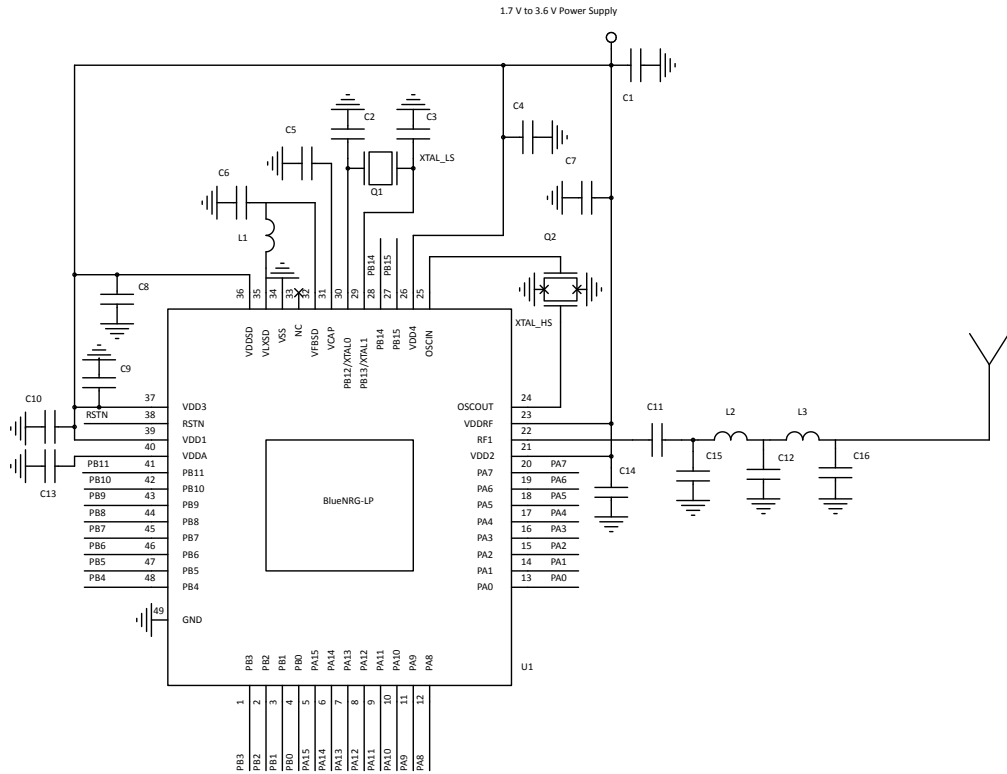 1.7 V to 3.6 V Power Supply
C1
C4
C2
C3
C5
XTAL_LS
C7
Q1
C6
L1
PB14
PB15
Q2
36
35
34
33
32
31
30
29
28
27
26
25
C8
XTAL_HS
VDDSD
VLXSD
VSS
NC
VFBSD
VCAP
PB12/XTAL0
PB13/XTAL1
PB14
PB15
VDD4
OSCIN
C9
C10
37
VDD3
OSCOUT
24
RSTN
38
RSTN
VDDRF
23
C11
L2
L3
39
VDD1
RF1
22
40
VDDA
VDD2
21
C13
C14
C15
C12
C16
PB11
41
PB11
PA7
20
PA7
PB10
42
PB10
PA6
19
PA6
PB9
43
PB9
PA5
18
PA5
BlueNRG-LP
PB8
44
PB8
PA4
17
PA4
PB7
45
PB7
PA3
16
PA3
PB6
46
PB6
PA2
15
PA2
PB5
47
PB5
PA1
14
PA1
PB4
48
PB4
PA0
13
PA0
49
GND
PB3
PB2
PB1
PB0
PA15
PA14
PA13
PA12
PA11
PA10
PA9
PA8
U1
1
2
3
4
5
6
7
8
9
10
11
12
PB3
PB2
PB1
PB0
PA15
PA14
PA13
PA12
PA11
PA10
PA9
PA8